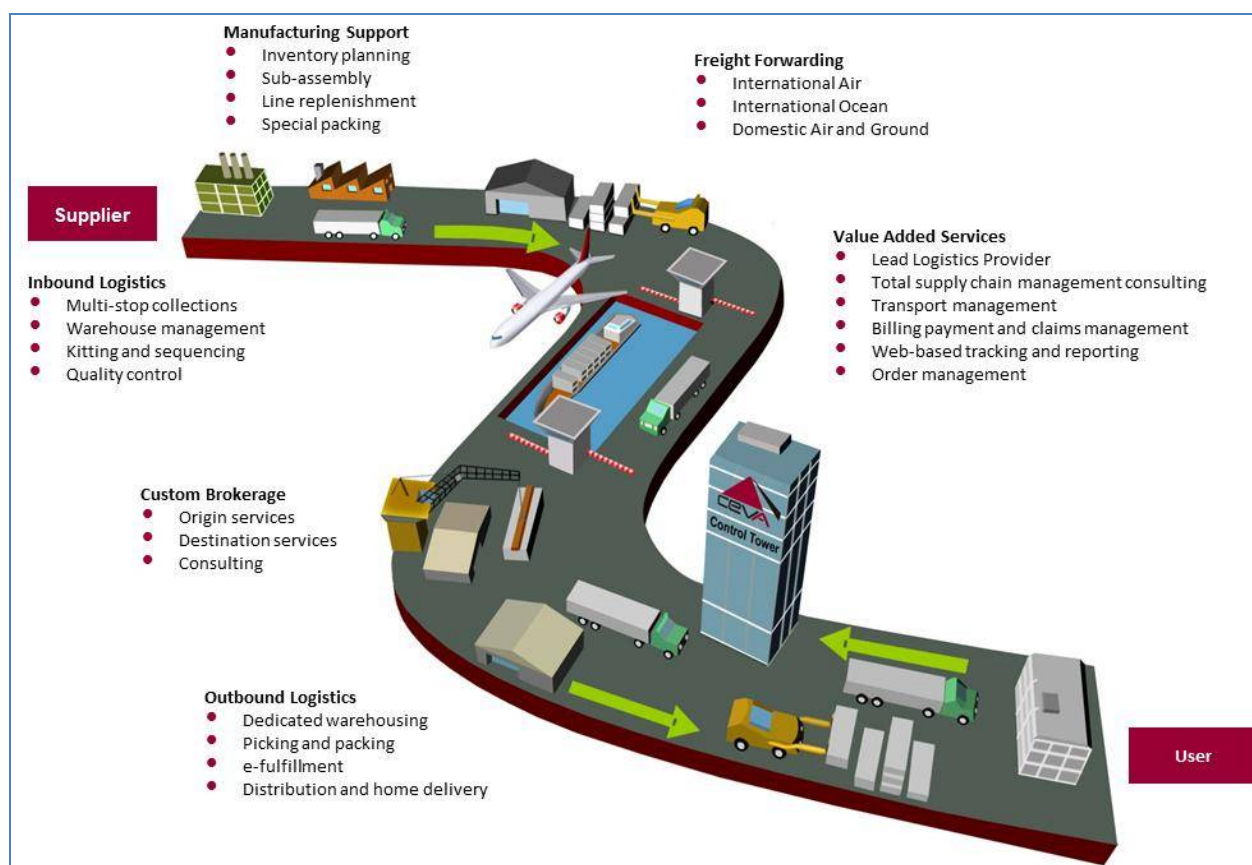 Manufacturing Support
Inventory planning
Sub-assembly
Line replenishment
Special packing
Freight Forwarding
International Air
International Ocean
Domestic Air and Ground
Supplier
Inbound Logistics
Multi-stop collections
Warehouse management
Kitting and sequencing
Quality control
Value Added Services
Lead Logistics Provider
Total supply chain management consulting
Transport management
Billing payment and claims management
Web-based tracking and reporting
Order management
Custom Brokerage
Origin services
Destination services
Consulting
CEVA
Control Tower
Outbound Logistics
Dedicated warehousing
Picking and packing
e-fulfillment
Distribution and home delivery
User